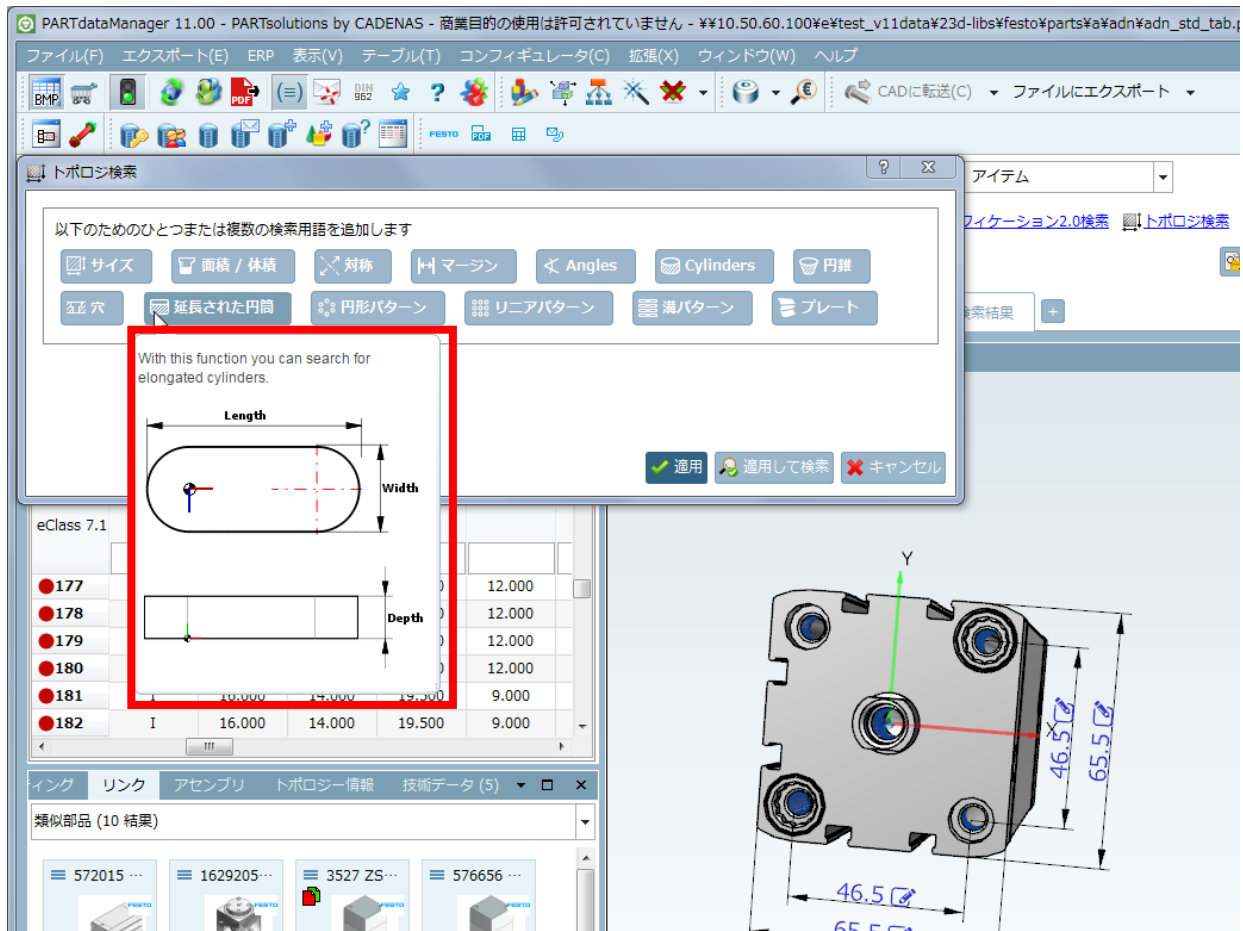 PARTdataManager 11.00 - PARTsolutions by CADENAS - 商業目的の使用は許可されていません - ¥¥10.50.60.100¥e¥test_v11data¥23d-libs¥festo¥parts¥a¥adn¥adn_std_tab.p
ファイル(F) エクスポート(E) ERP 表示(V) テーブル(T) コンフィギュレータ(C) 拡張(X) ウィンドウ(W) ヘルプ
BMP PDF (=) DIN 962 ? CADに転送(C) ファイルにエクスポート
? FESTO PDF
トポロジ検索
アイテム
以下のためのひとつまたは複数の検索用語を追加します
フィケーション2.0検索 トポロジ検索
サイズ 面積 / 体積 対称 マージン Angles Cylinders 円錐
穴 延長された円筒 円形パターン リニアパターン 溝パターン プレート
検索結果 +
With this function you can search for
elongated cylinders.
Length
Width
適用 適用して検索 キャンセル
Depth
eClass 7.1
177 12.000
178 12.000
179 12.000
180 12.000
181 I 16.000 14.000 19.500 9.000
182 I 16.000 14.000 19.500 9.000
Y
X
46.5
65.5
46.5
65.5
ィング リンク アセンブリ トポロジー情報 技術データ (5)
類似部品 (10 結果)
572015 ··· 1629205··· 3527 ZS··· 576656 ···
FESTO FESTO FESTO FESTO